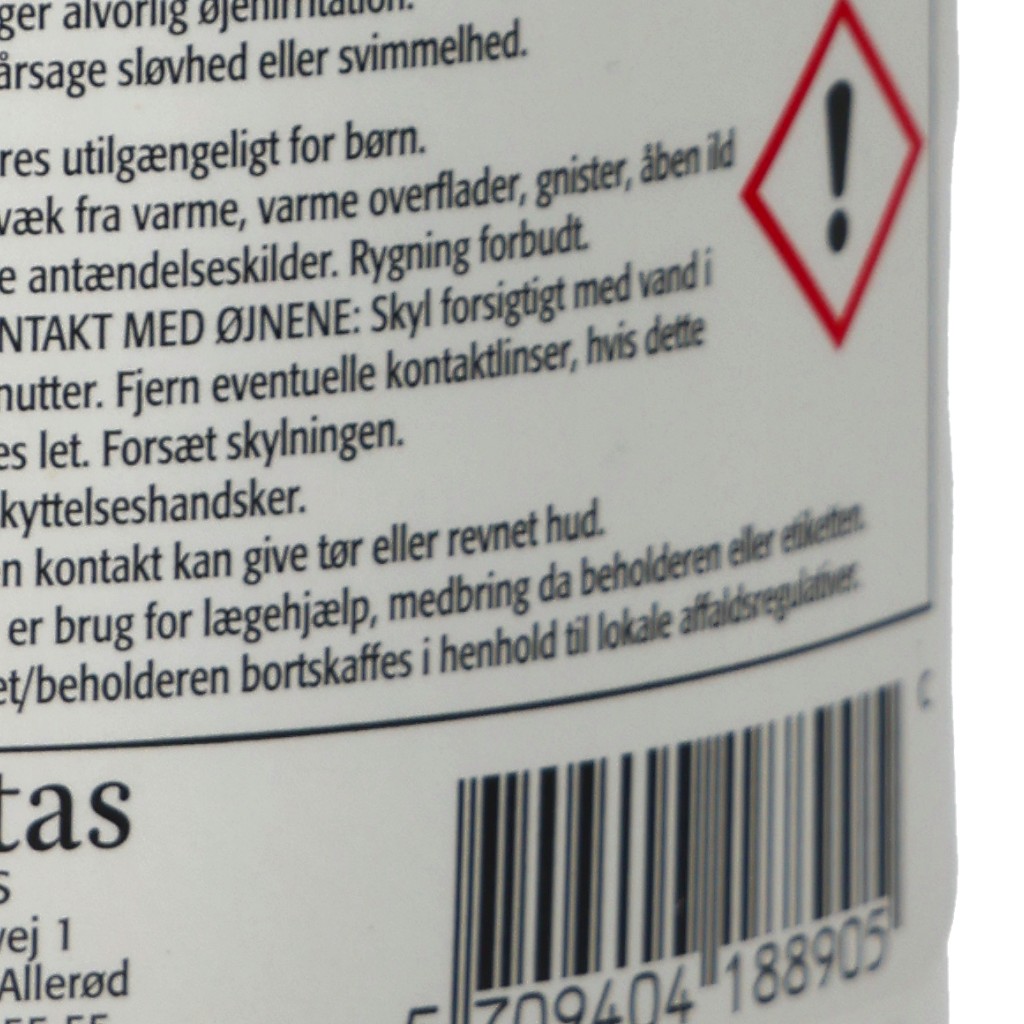 ger alvorlig øjenirritation.
årsage sløvhed eller svimmelhed.
res utilgængeligt for børn.
væk fra varme, varme overflader, gnister, åben ild
e antændelseskilder. Rygning forbudt.
NTAKT MED ØJNENE: Skyl forsigtigt med vand i
nutter. Fjern eventuelle kontaktlinser, hvis dette
es let. Forsæt skylningen.
kyttelseshandsker.
n kontakt kan give tør eller revnet hud.
er brug for lægehjælp, medbring da beholderen eller etiketten.
et/beholderen bortskaffes i henhold til lokale affaldsregulativer.
tas
s
vej 1
Allerød
5 709404 188905